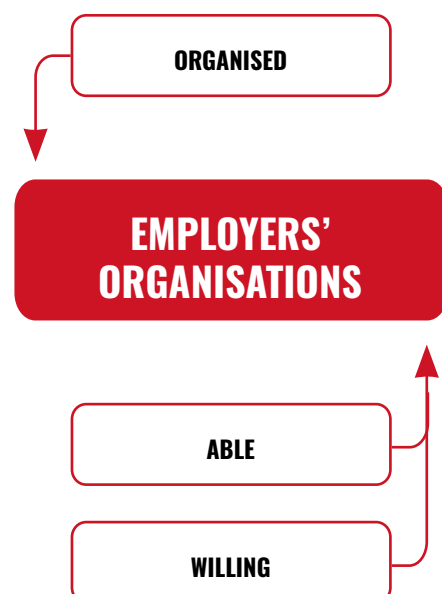 ORGANISED
EMPLOYERS’
ORGANISATIONS
ABLE
WILLING